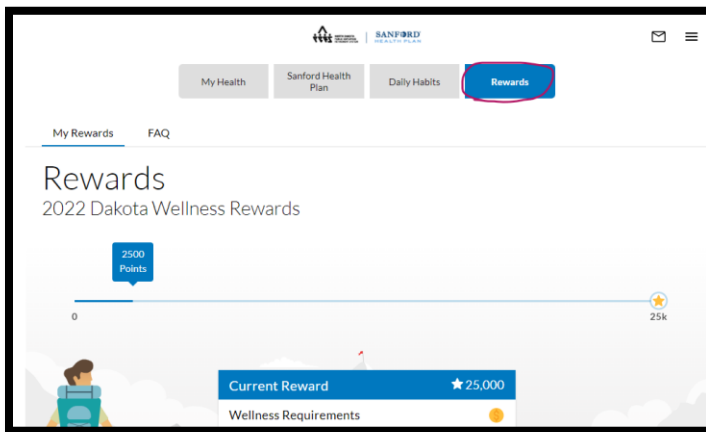 SANFORD
HEALTH PLAN
My Health
Sanford Health
Plan
Daily Habits
Rewards
My Rewards
FAQ
Rewards
2022 Dakota Wellness Rewards
2500
Points
0
25k
Current Reward
25,000
Wellness Requirements